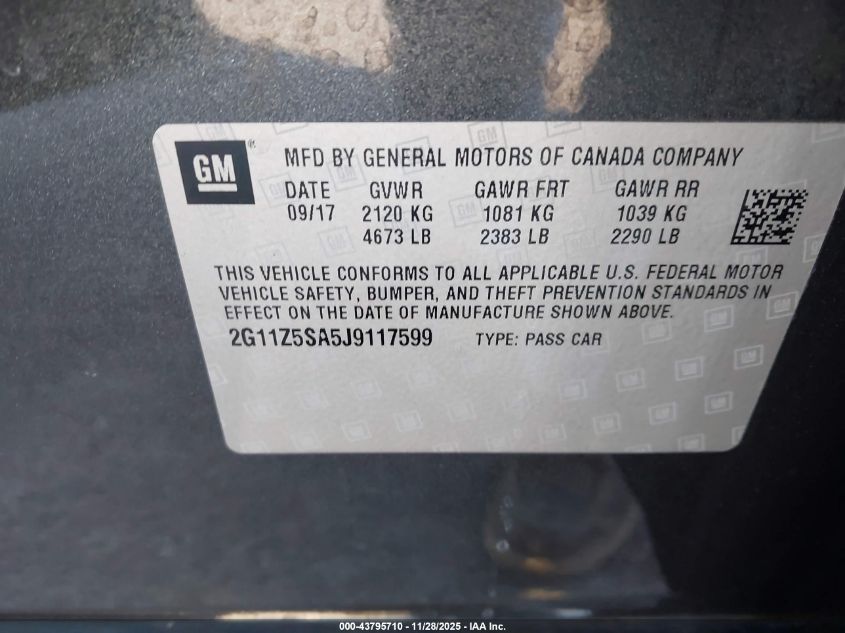 GM® MFD BY GENERAL MOTORS OF CANADA COMPANY
DATE GVWR GAWR FRT GAWR RR
09/17 2120 KG 1081 KG 1039 KG
4673 LB 2383 LB 2290 LB
THIS VEHICLE CONFORMS TO ALL APPLICABLE U.S. FEDERAL MOTOR
VEHICLE SAFETY, BUMPER, AND THEFT PREVENTION STANDARDS IN
EFFECT ON THE DATE OF MANUFACTURE SHOWN ABOVE.
2G11Z5SA5J9117599 TYPE: PASS CAR
000-43795710 - 11/28/2025 - IAA Inc.